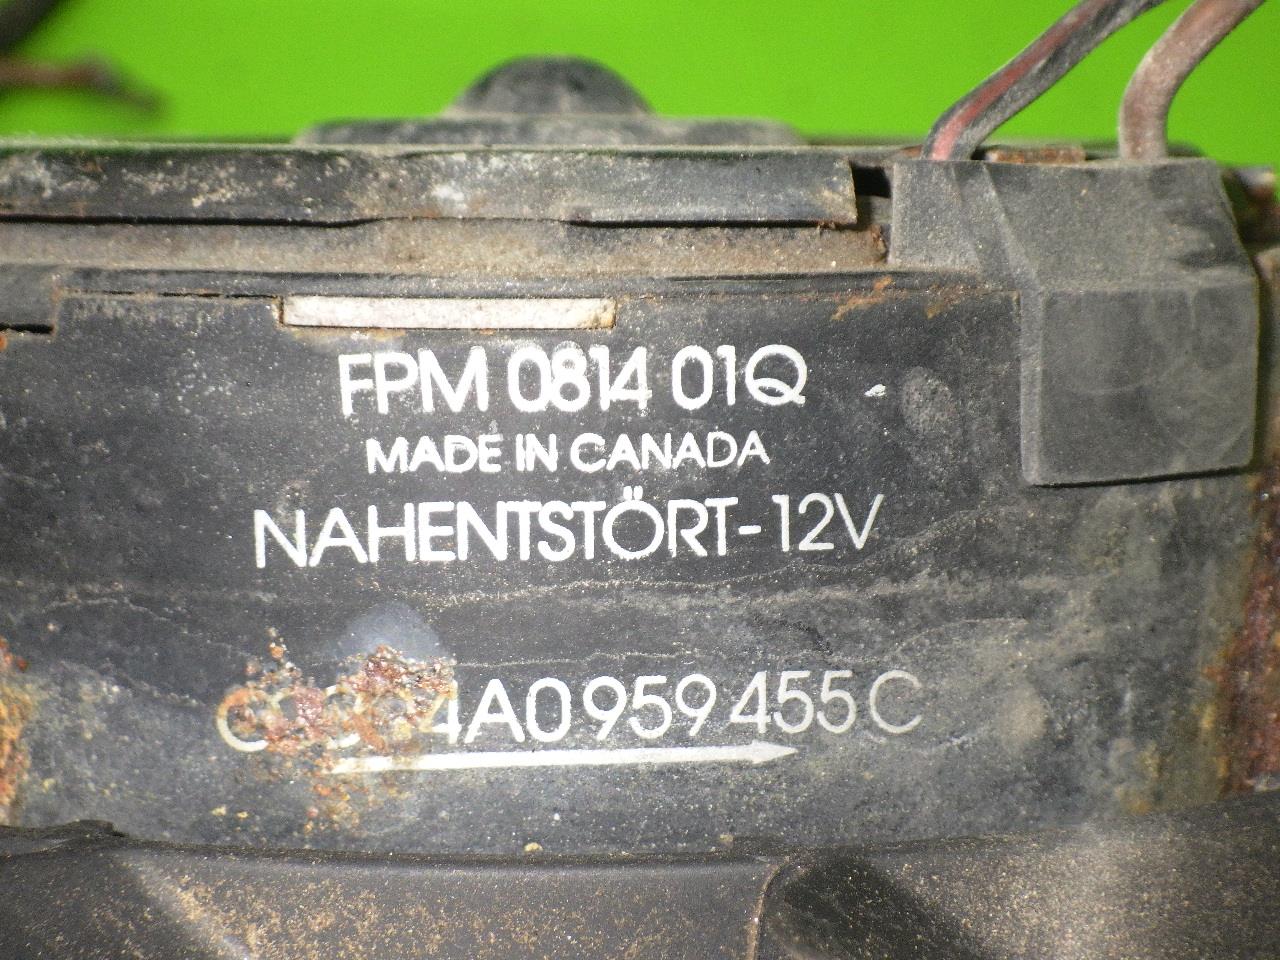 FPM 0814 01Q
MADE IN CANADA
NAHENTSTÖRT-12V
4A0 959 455 C